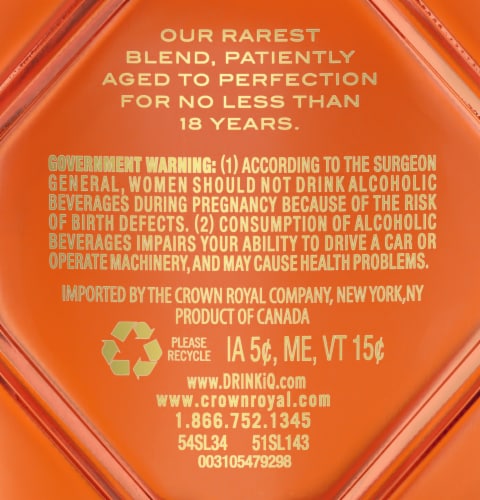 OUR RAREST
BLEND, PATIENTLY
AGED TO PERFECTION
FOR NO LESS THAN
18 YEARS.
GOVERNMENT WARNING: (1) ACCORDING TO THE SURGEON
GENERAL, WOMEN SHOULD NOT DRINK ALCOHOLIC
BEVERAGES DURING PREGNANCY BECAUSE OF THE RISK
OF BIRTH DEFECTS. (2) CONSUMPTION OF ALCOHOLIC
BEVERAGES IMPAIRS YOUR ABILITY TO DRIVE A CAR OR
OPERATE MACHINERY, AND MAY CAUSE HEALTH PROBLEMS.
IMPORTED BY THE CROWN ROYAL COMPANY, NEW YORK,NY
PRODUCT OF CANADA
PLEASE
RECYCLE
IA 5¢, ME, VT 15¢
www.DRINKiQ.com
www.crownroyal.com
1.866.752.1345
54SL34 51SL143
003105479298